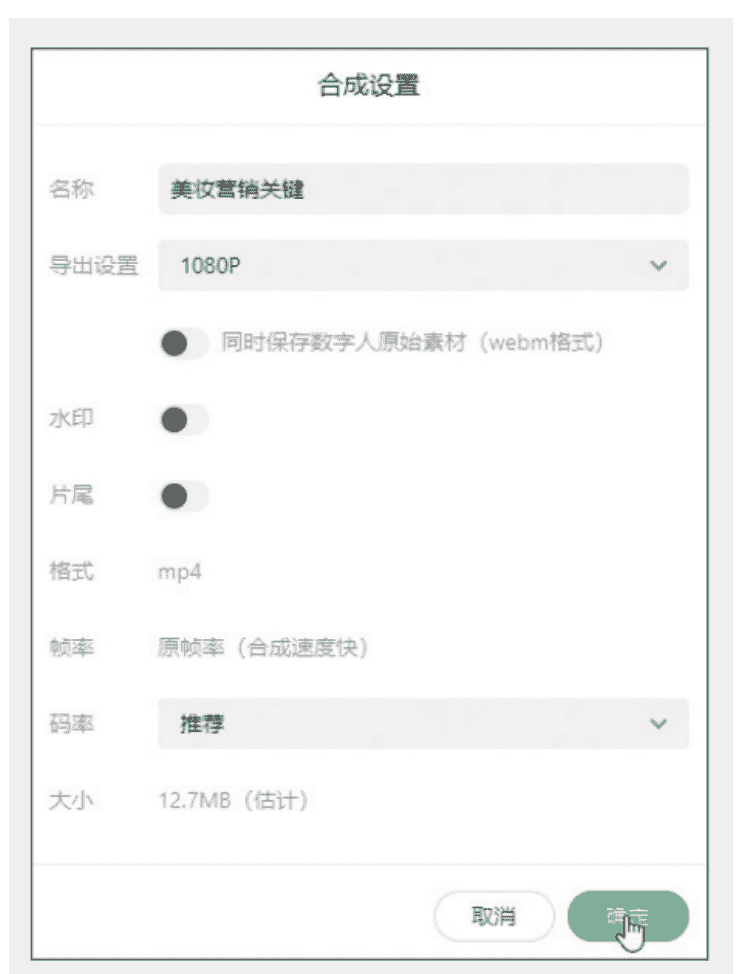 合成设置
名称 美妆营销关键
导出设置 1080P
同时保存数字人原始素材（webm格式）
水印
片尾
格式 mp4
帧率 原帧率（合成速度快）
码率 推荐
大小 12.7MB（估计）
取消 确定